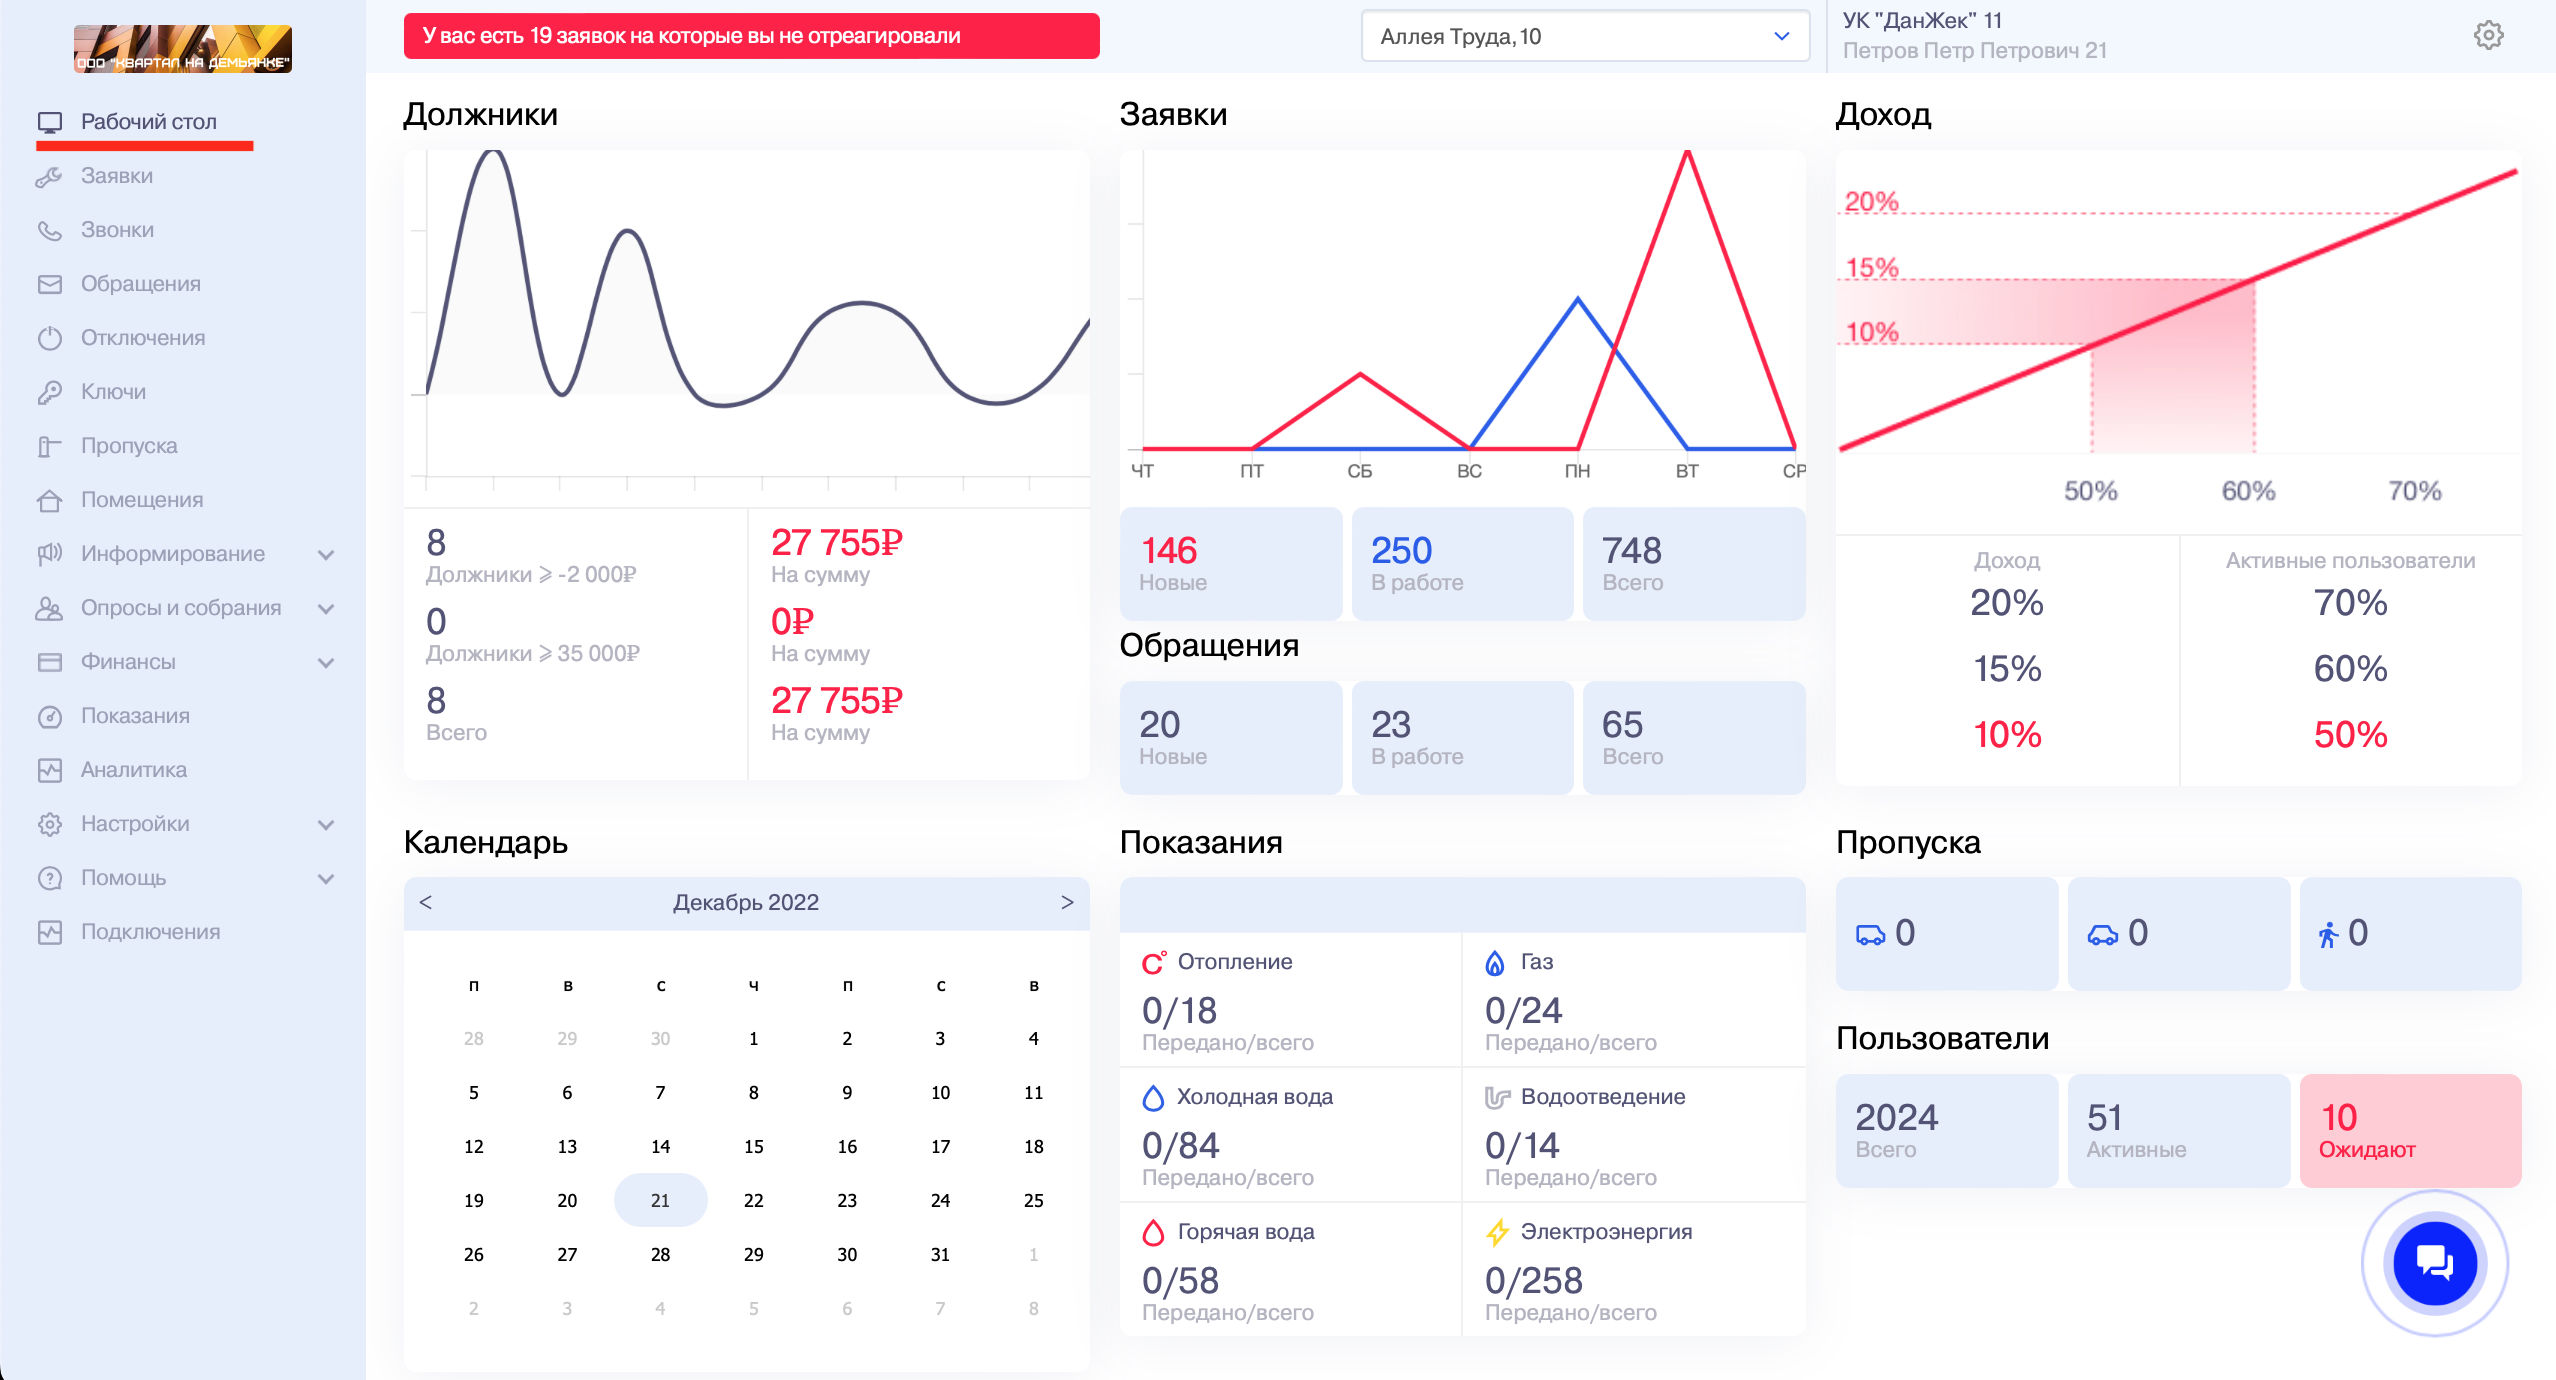 ООО "КВАРТАЛ НА ДЕМЬЯНКЕ"
Рабочий стол
Заявки
Звонки
Обращения
Отключения
Ключи
Пропуска
Помещения
Информирование
Опросы и собрания
Финансы
Показания
Аналитика
Настройки
Помощь
Подключения
У вас есть 19 заявок на которые вы не отреагировали
Аллея Труда,10
УК "ДанЖек" 11
Петров Петр Петрович 21
Должники
8
Должники ⩾ -2 000₽
27 755₽
На сумму
0
Должники ⩾ 35 000₽
0₽
На сумму
8
Всего
27 755₽
На сумму
Заявки
ЧТ ПТ СБ ВС ПН ВТ СР
146
Новые
250
В работе
748
Всего
Обращения
20
Новые
23
В работе
65
Всего
Доход
20%
15%
10%
50% 60% 70%
Доход Активные пользователи
20% 70%
15% 60%
10% 50%
Календарь
< Декабрь 2022 >
п в с ч п с в
28 29 30 1 2 3 4
5 6 7 8 9 10 11
12 13 14 15 16 17 18
19 20 21 22 23 24 25
26 27 28 29 30 31 1
2 3 4 5 6 7 8
Показания
C° Отопление
0/18
Передано/всего
Газ
0/24
Передано/всего
Холодная вода
0/84
Передано/всего
Водоотведение
0/14
Передано/всего
Горячая вода
0/58
Передано/всего
Электроэнергия
0/258
Передано/всего
Пропуска
0 0 0
Пользователи
2024
Всего
51
Активные
10
Ожидают